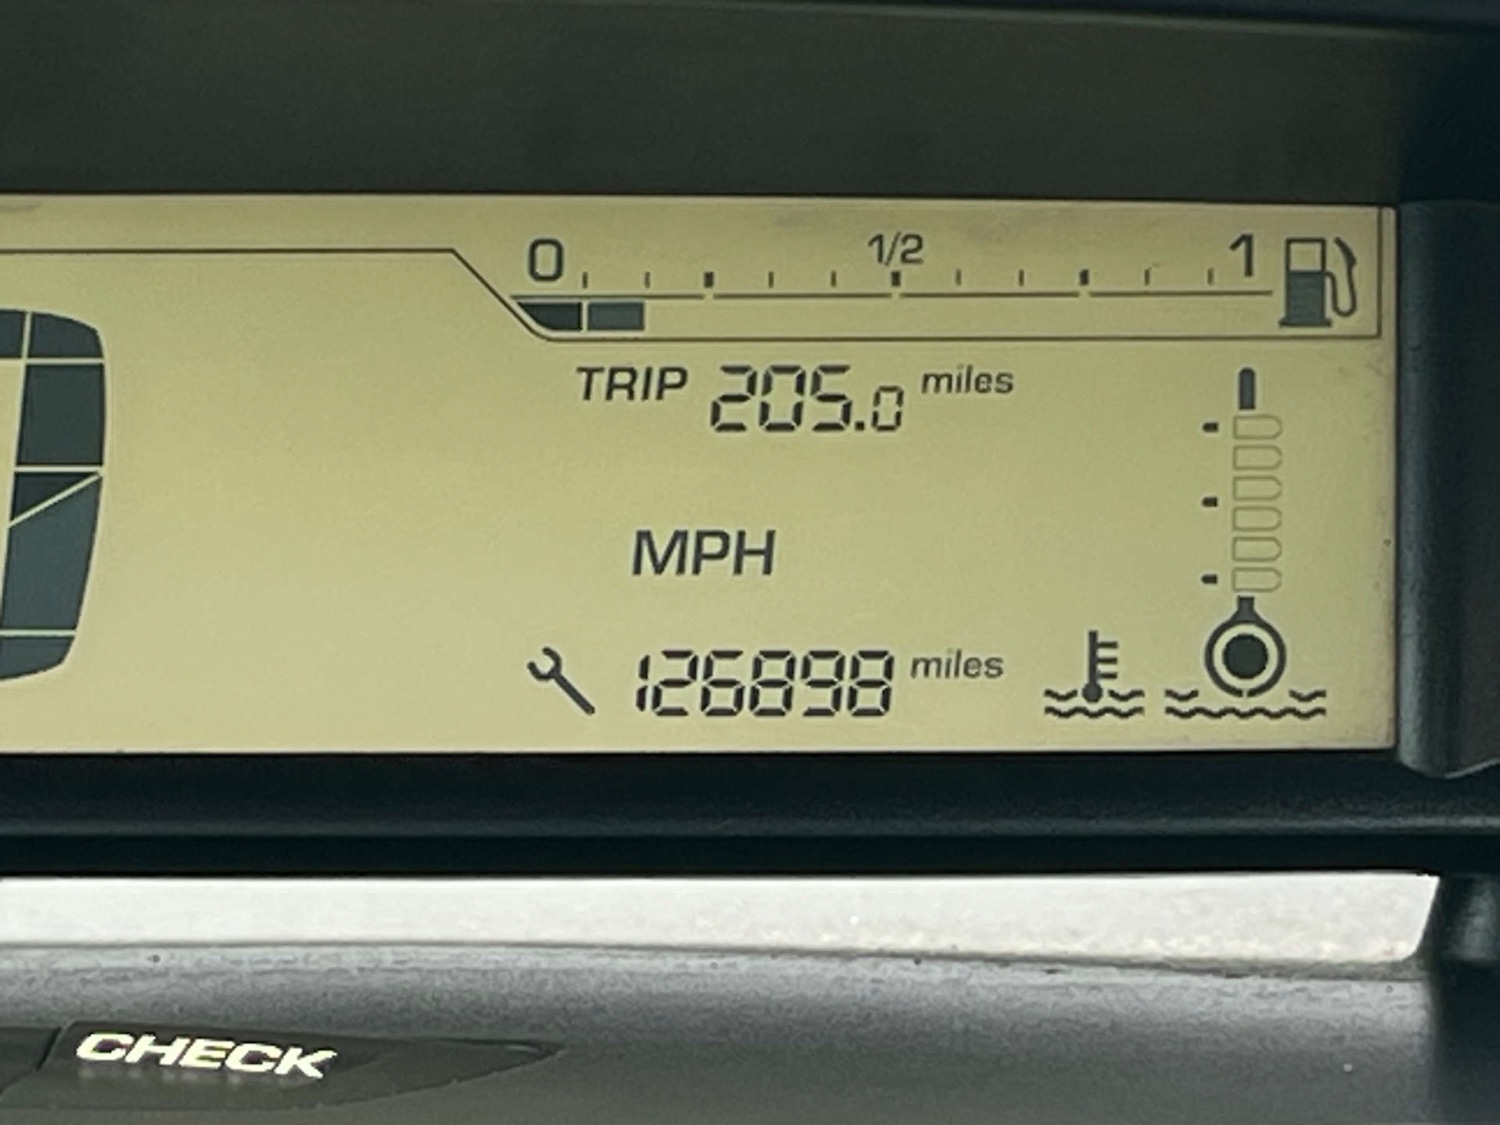 0 1/2 1
TRIP 205.0 miles
MPH
126898 miles
CHECK